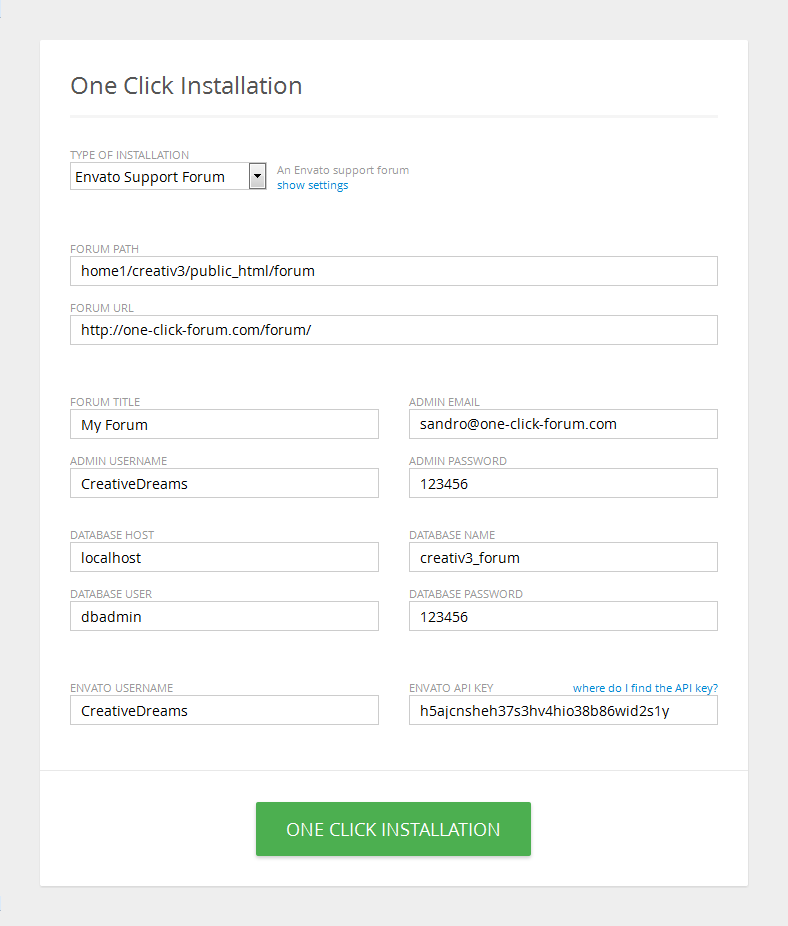 One Click Installation
TYPE OF INSTALLATION
Envato Support Forum
An Envato support forum
show settings
FORUM PATH
home1/creativ3/public_html/forum
FORUM URL
http://one-click-forum.com/forum/
FORUM TITLE
My Forum
ADMIN EMAIL
sandro@one-click-forum.com
ADMIN USERNAME
CreativeDreams
ADMIN PASSWORD
123456
DATABASE HOST
localhost
DATABASE NAME
creativ3_forum
DATABASE USER
dbadmin
DATABASE PASSWORD
123456
ENVATO USERNAME
CreativeDreams
ENVATO API KEY
where do I find the API key?
h5ajcnsheh37s3hv4hio38b86wid2s1y
ONE CLICK INSTALLATION